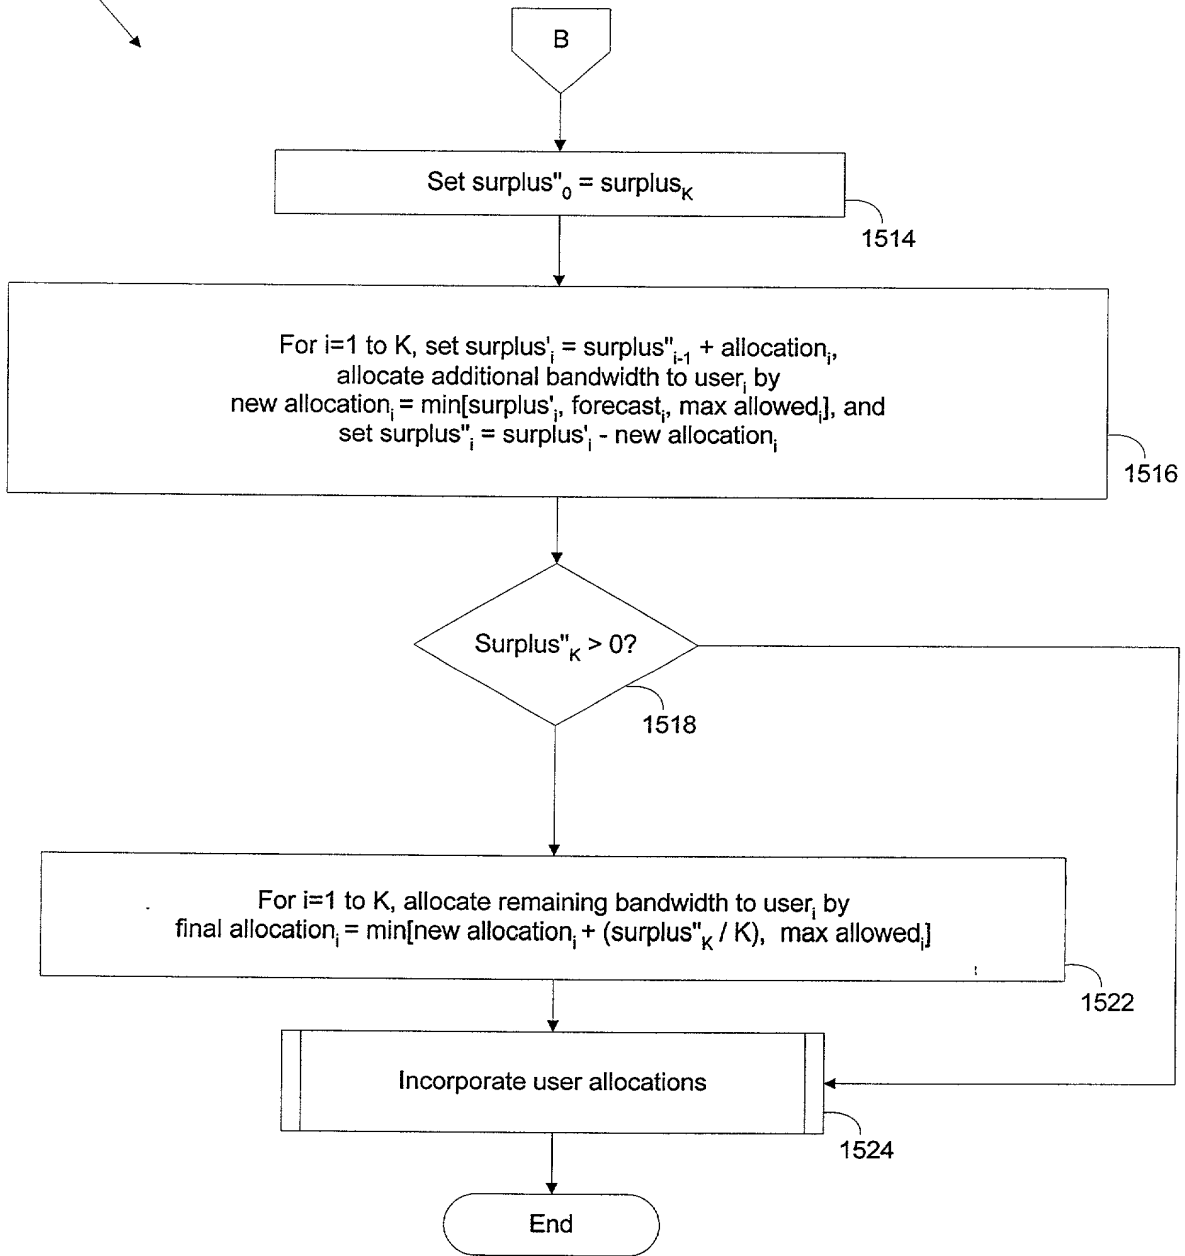 B
Set surplus"₀ = surplus_K
1514
For i=1 to K, set surplus'ᵢ = surplus"ᵢ₋₁ + allocationᵢ,
allocate additional bandwidth to userᵢ by
new allocationᵢ = min[surplus'ᵢ, forecastᵢ, max allowedᵢ], and
set surplus"ᵢ = surplus'ᵢ - new allocationᵢ
1516
Surplus"_K > 0?
1518
For i=1 to K, allocate remaining bandwidth to userᵢ by
final allocationᵢ = min[new allocationᵢ + (surplus"_K / K), max allowedᵢ]
1522
Incorporate user allocations
1524
End